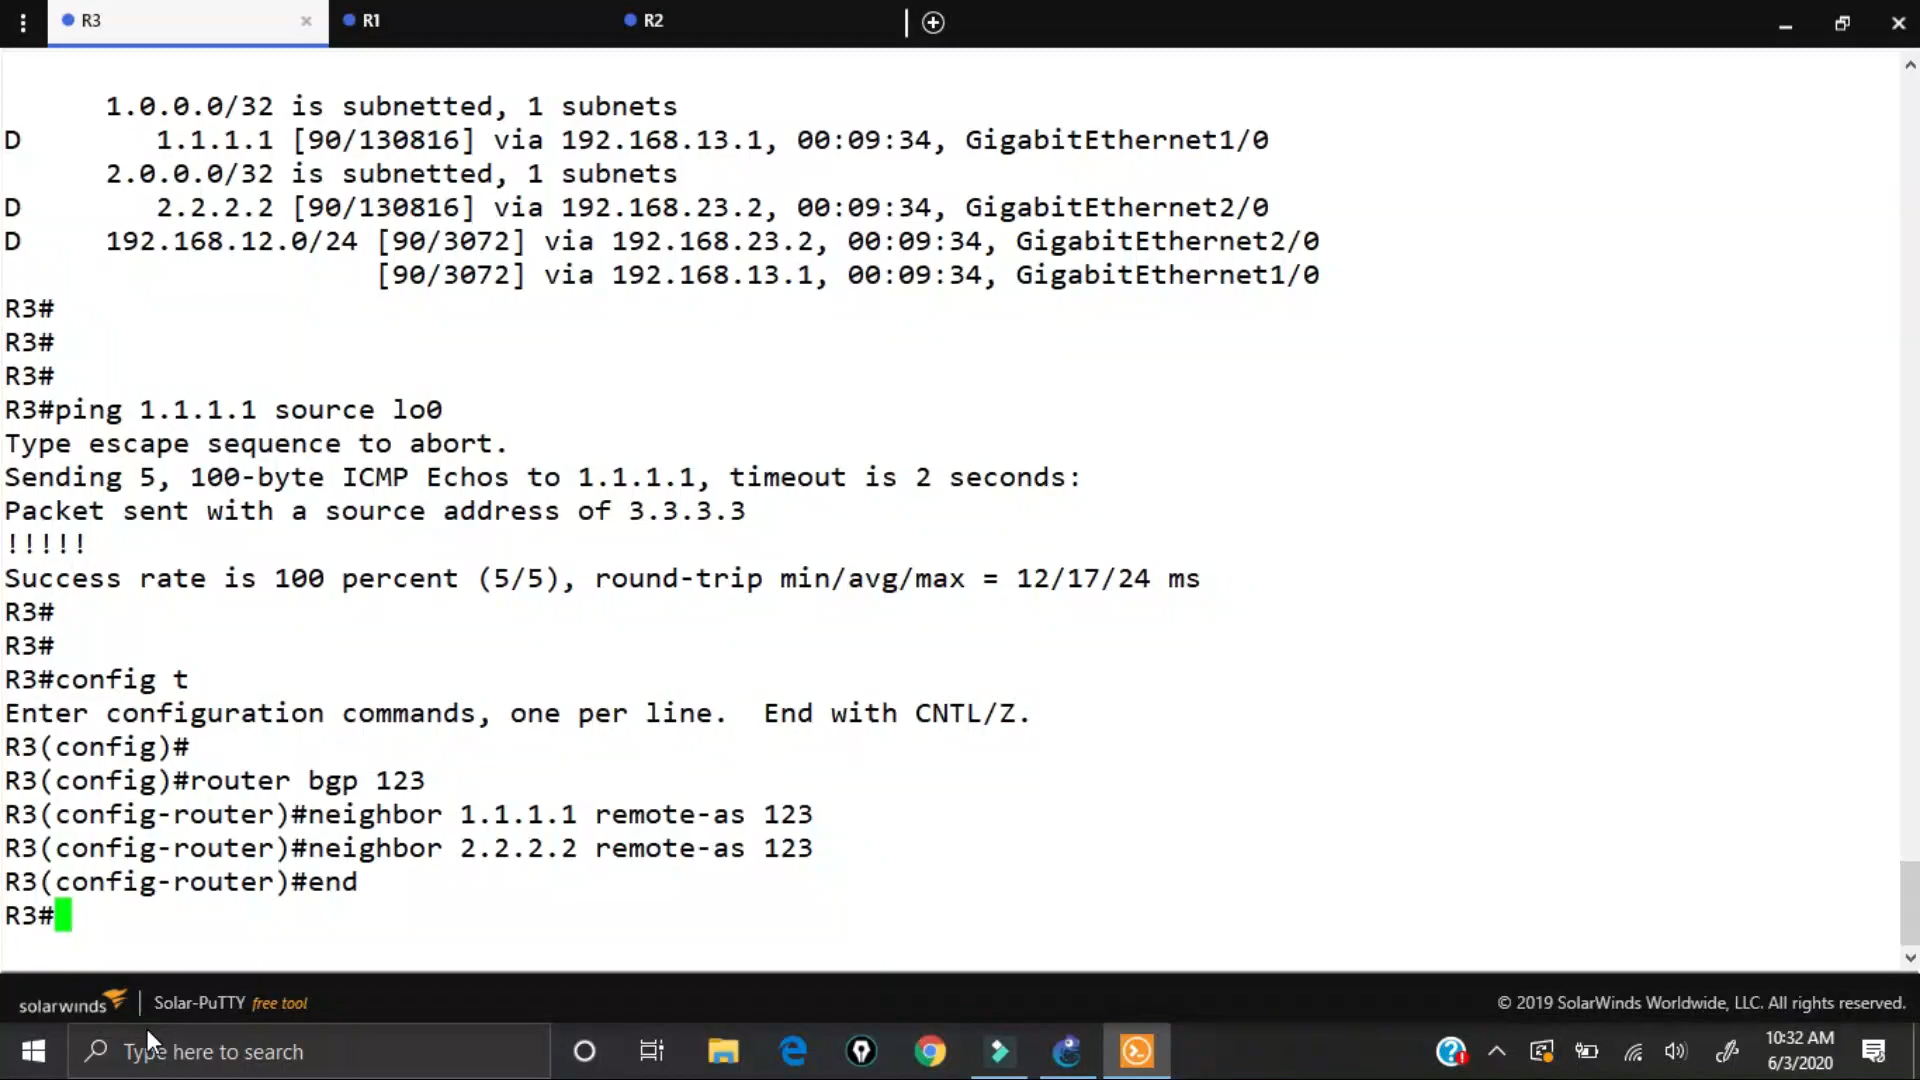 R3
R1
R2
1.0.0.0/32 is subnetted, 1 subnets
D 1.1.1.1 [90/130816] via 192.168.13.1, 00:09:34, GigabitEthernet1/0
2.0.0.0/32 is subnetted, 1 subnets
D 2.2.2.2 [90/130816] via 192.168.23.2, 00:09:34, GigabitEthernet2/0
D 192.168.12.0/24 [90/3072] via 192.168.23.2, 00:09:34, GigabitEthernet2/0
[90/3072] via 192.168.13.1, 00:09:34, GigabitEthernet1/0
R3#
R3#
R3#
R3#ping 1.1.1.1 source lo0
Type escape sequence to abort.
Sending 5, 100-byte ICMP Echos to 1.1.1.1, timeout is 2 seconds:
Packet sent with a source address of 3.3.3.3
!!!!!
Success rate is 100 percent (5/5), round-trip min/avg/max = 12/17/24 ms
R3#
R3#
R3#config t
Enter configuration commands, one per line.  End with CNTL/Z.
R3(config)#
R3(config)#router bgp 123
R3(config-router)#neighbor 1.1.1.1 remote-as 123
R3(config-router)#neighbor 2.2.2.2 remote-as 123
R3(config-router)#end
R3#
solarwinds Solar-PuTTY free tool
© 2019 SolarWinds Worldwide, LLC. All rights reserved.
Type here to search
10:32 AM
6/3/2020